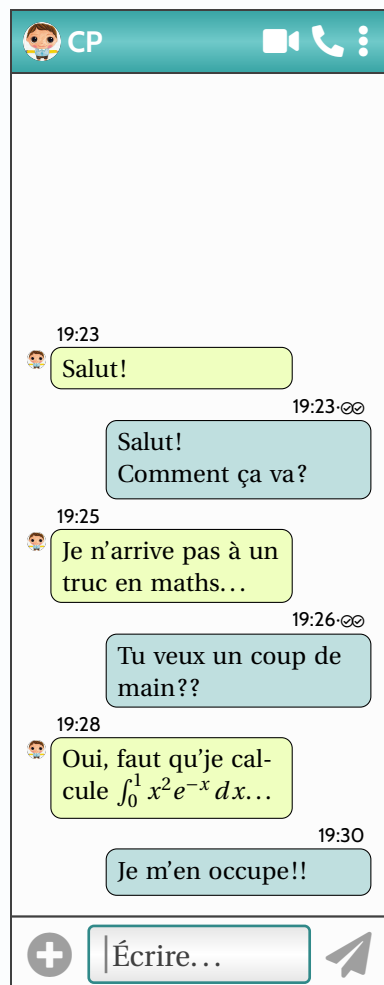 CP
19:23
Salut!
19:23
Salut!
Comment ça va?
19:25
Je n’arrive pas à un
truc en maths...
19:26
Tu veux un coup de
main??
19:28
Oui, faut qu’je cal-
cule ∫₀¹ x²e⁻ˣ dx...
19:30
Je m’en occupe!!
Écrire...